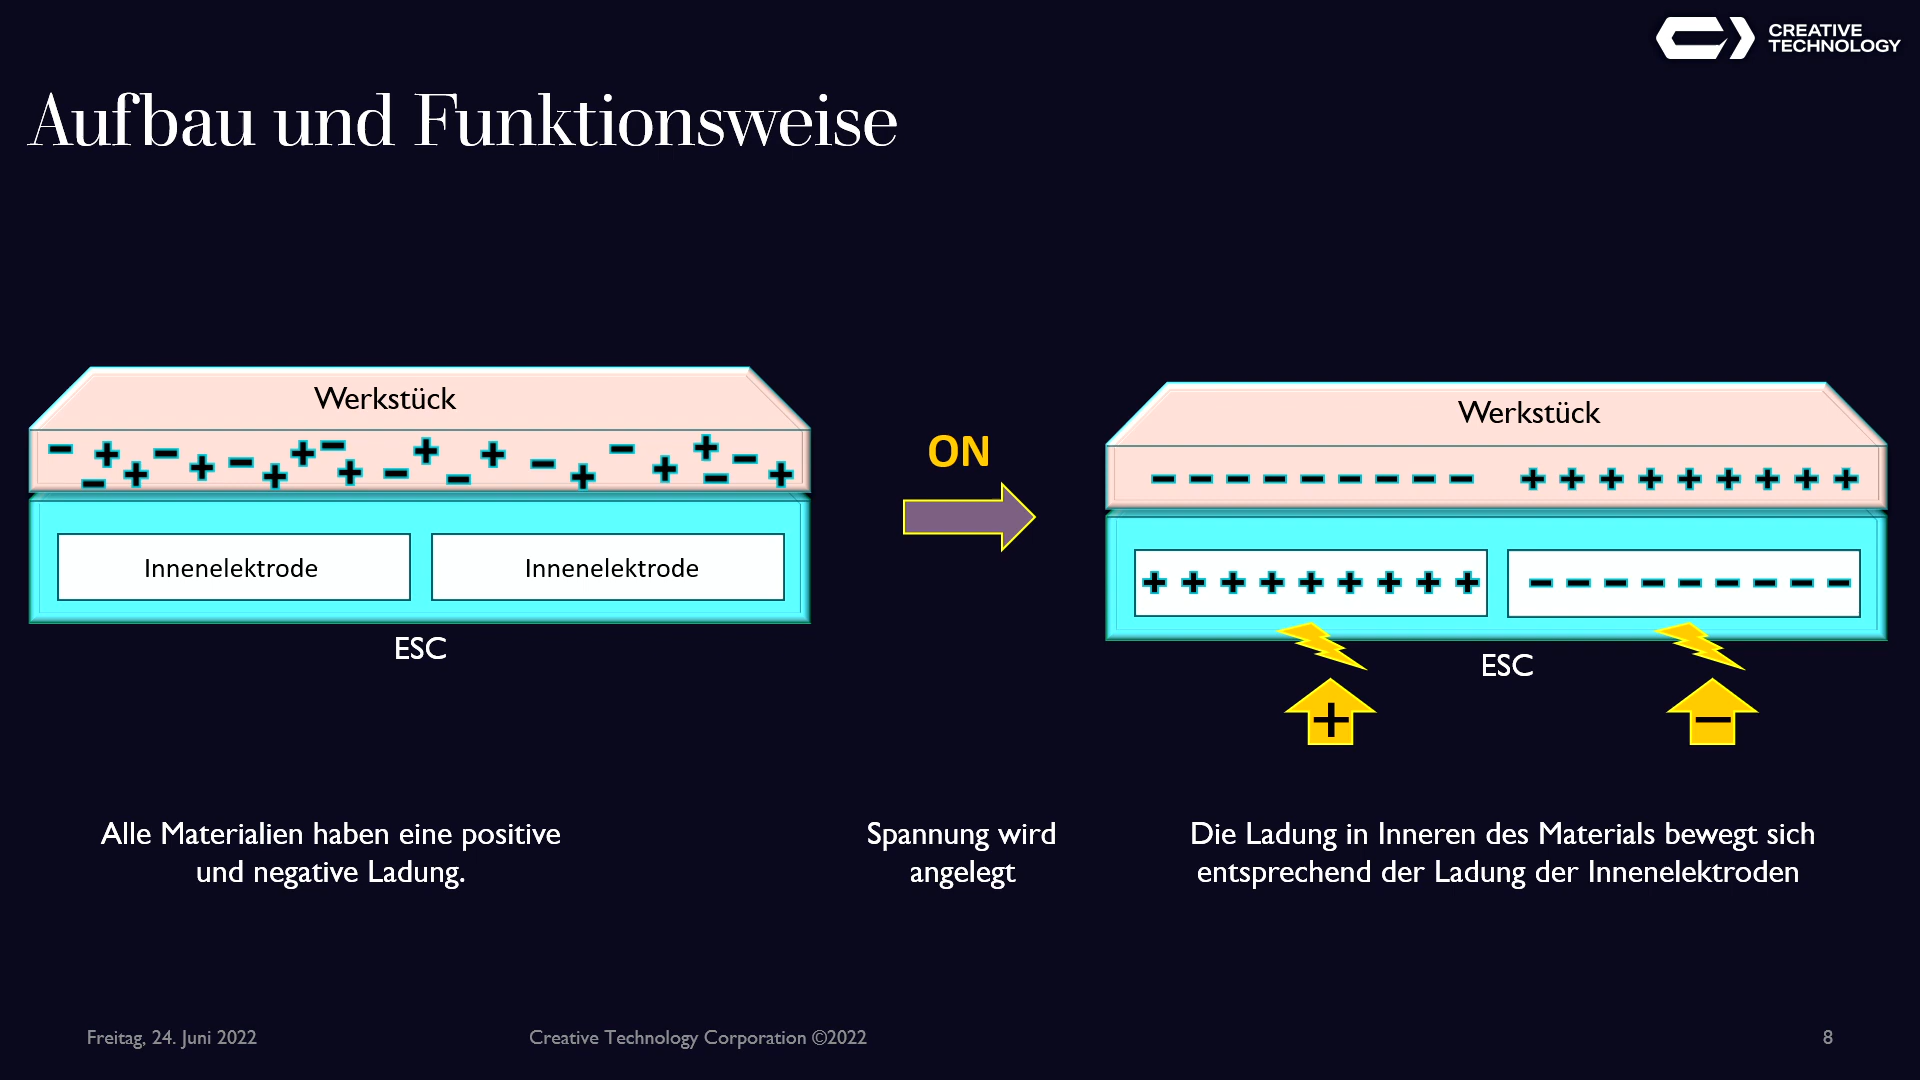 CREATIVE
TECHNOLOGY
Aufbau und Funktionsweise
Werkstück
Innenelektrode
Innenelektrode
ESC
ON
Werkstück
ESC
Alle Materialien haben eine positive
und negative Ladung.
Spannung wird
angelegt
Die Ladung in Inneren des Materials bewegt sich
entsprechend der Ladung der Innenelektroden
Freitag, 24. Juni 2022
Creative Technology Corporation ©2022
8